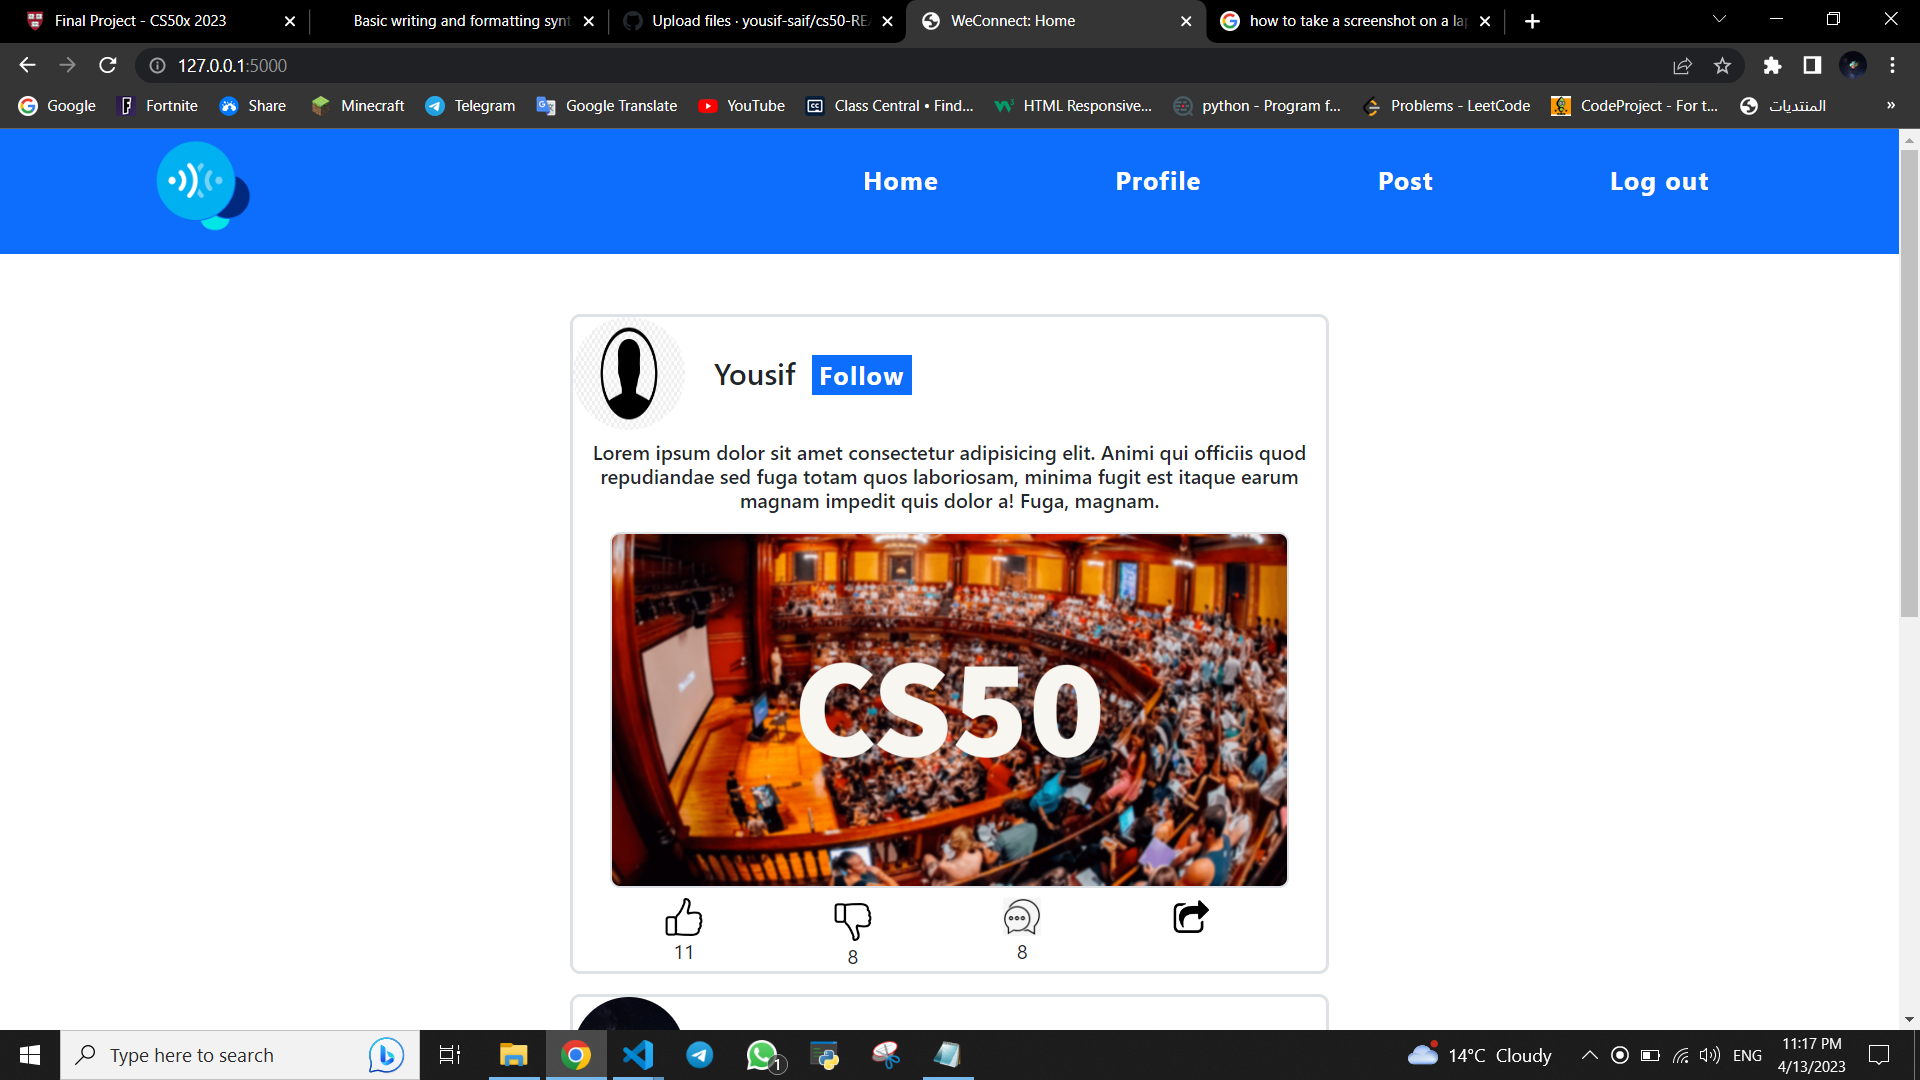 Final Project - CS50x 2023
Basic writing and formatting synt
Upload files · yousif-saif/cs50-REA
WeConnect: Home
how to take a screenshot on a la
127.0.0.1:5000
Google
Fortnite
Share
Minecraft
Telegram
Google Translate
YouTube
Class Central • Find...
HTML Responsive...
python - Program f...
Problems - LeetCode
CodeProject - For t...
المنتديات
»
Home
Profile
Post
Log out
Yousif
Follow
Lorem ipsum dolor sit amet consectetur adipisicing elit. Animi qui officiis quod
repudiandae sed fuga totam quos laboriosam, minima fugit est itaque earum
magnam impedit quis dolor a! Fuga, magnam.
CS50
11
8
8
Type here to search
1
14°C Cloudy
ENG
11:17 PM
4/13/2023